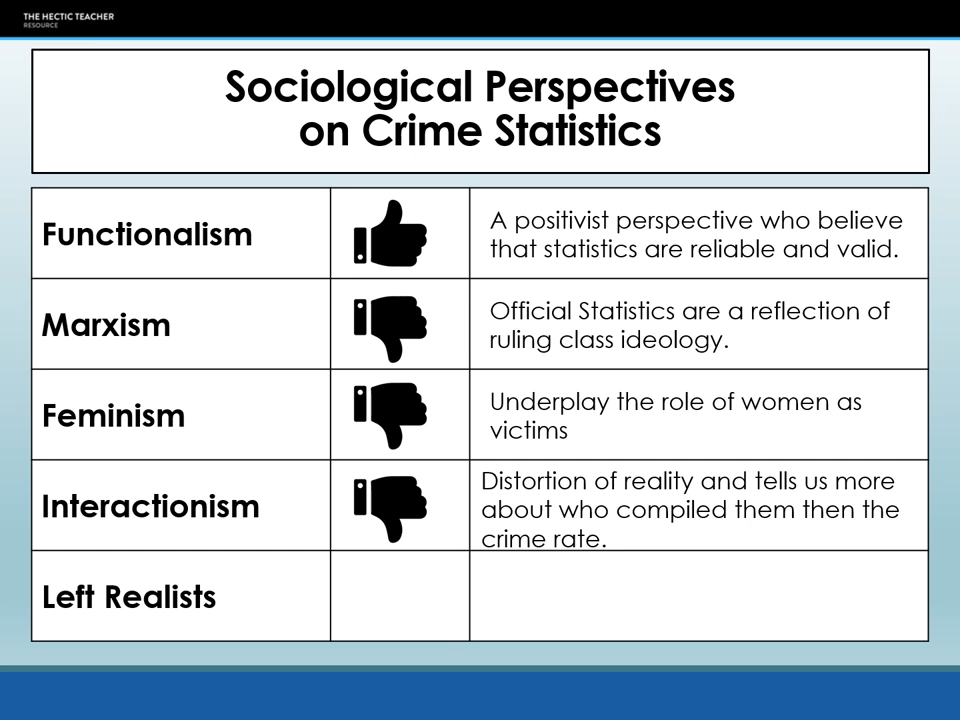 THE HECTIC TEACHER
RESOURCE
Sociological Perspectives
on Crime Statistics
Functionalism
A positivist perspective who believe
that statistics are reliable and valid.
Marxism
Official Statistics are a reflection of
ruling class ideology.
Feminism
Underplay the role of women as
victims
Interactionism
Distortion of reality and tells us more
about who compiled them then the
crime rate.
Left Realists